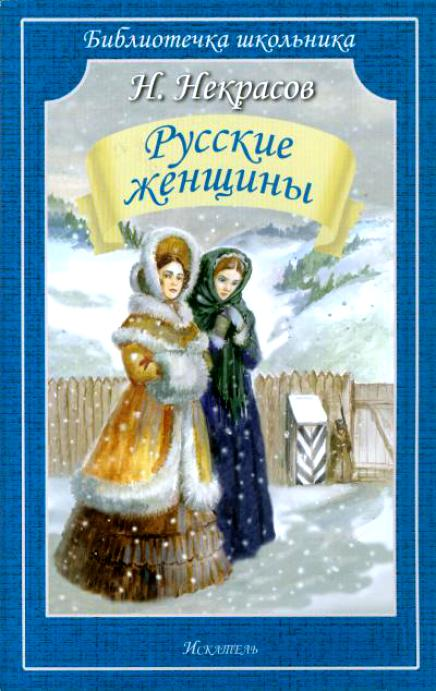 Библиотечка школьника
Н. Некрасов
Русские
женщины
Искатель